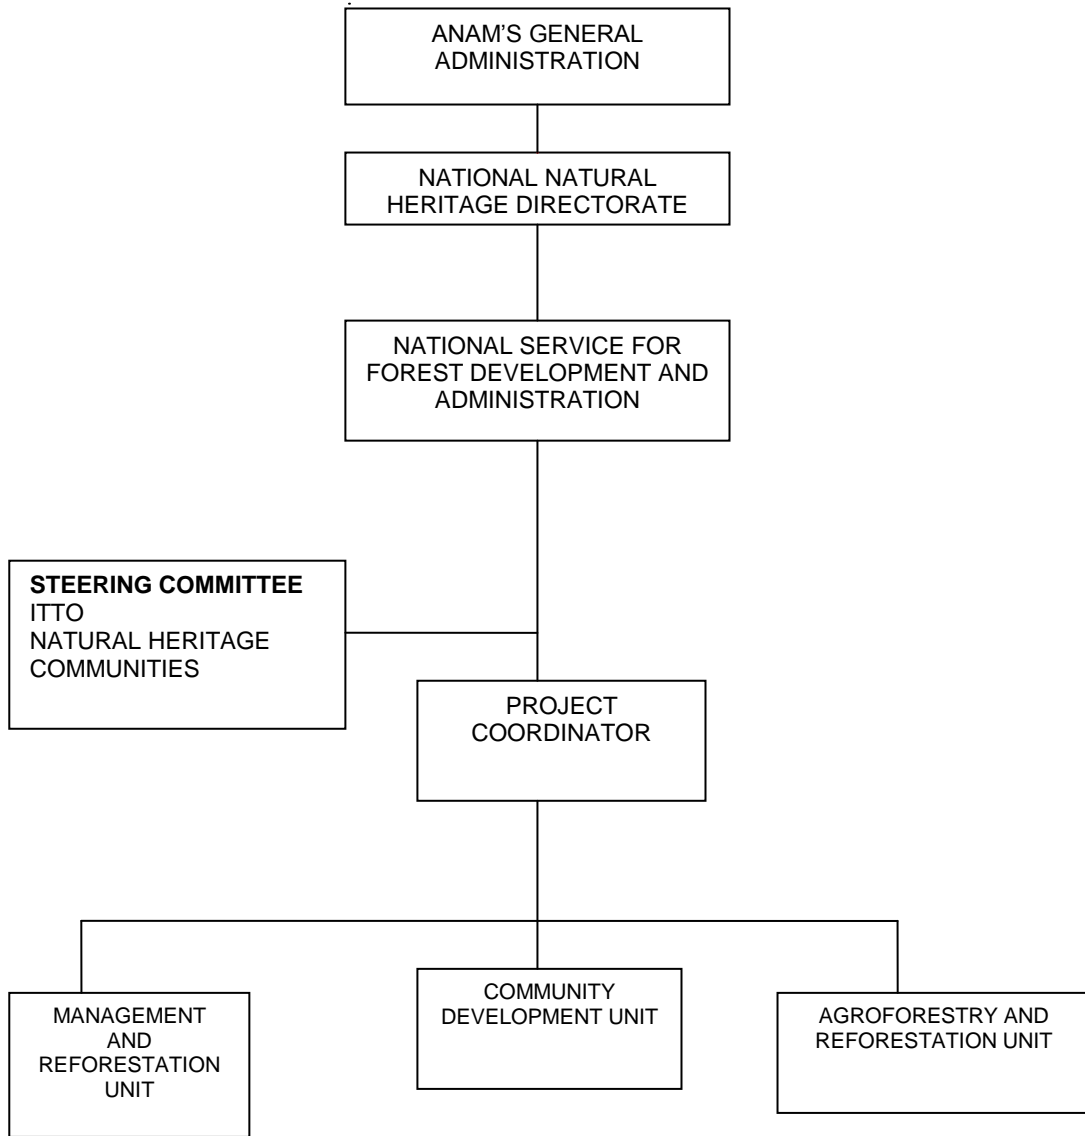 ANAM'S GENERAL
ADMINISTRATION
NATIONAL NATURAL
HERITAGE DIRECTORATE
NATIONAL SERVICE FOR
FOREST DEVELOPMENT AND
ADMINISTRATION
STEERING COMMITTEE
ITTO
NATURAL HERITAGE
COMMUNITIES
PROJECT
COORDINATOR
MANAGEMENT
AND
REFORESTATION
UNIT
COMMUNITY
DEVELOPMENT UNIT
AGROFORESTRY AND
REFORESTATION UNIT